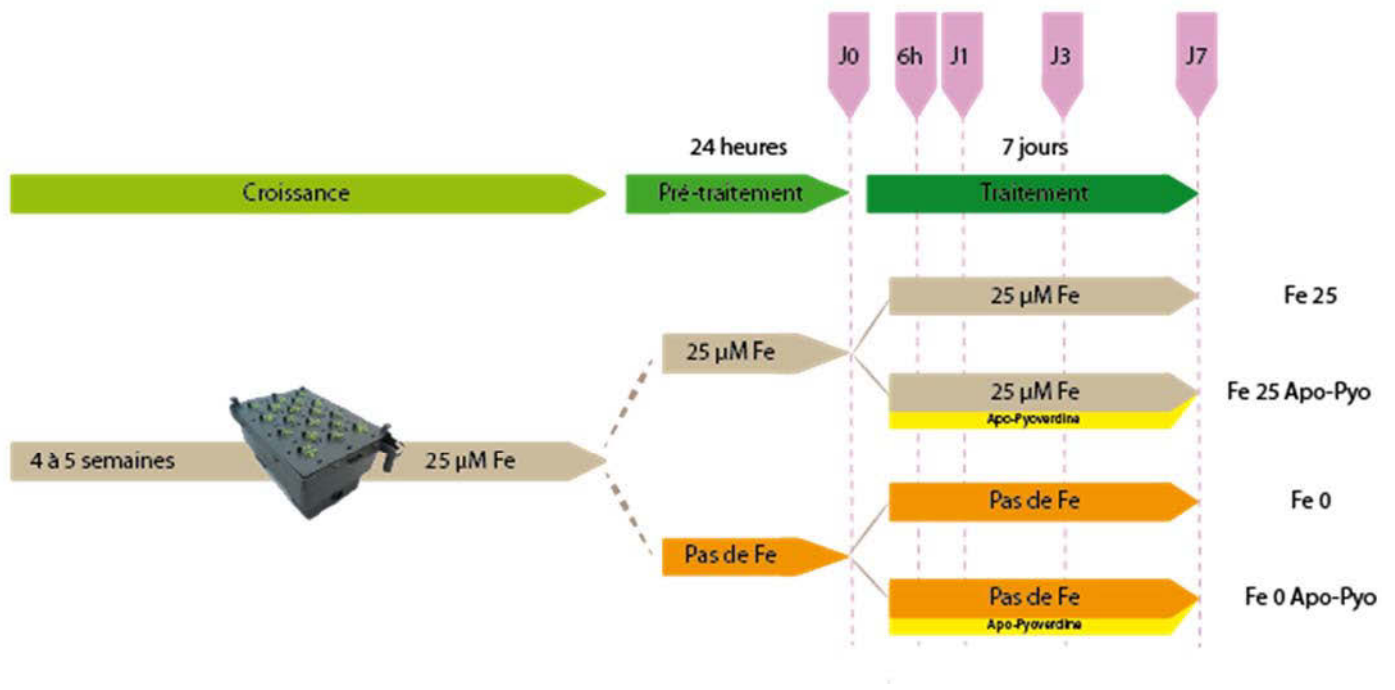 J0
6h
J1
J3
J7
24 heures
7 jours
Croissance
Pré-traitement
Traitement
25 µM Fe
Fe 25
25 µM Fe
25 µM Fe
Fe 25 Apo-Pyo
Apo-Pyoverdine
4 à 5 semaines
25 µM Fe
Pas de Fe
Fe 0
Pas de Fe
Pas de Fe
Fe 0 Apo-Pyo
Apo-Pyoverdine